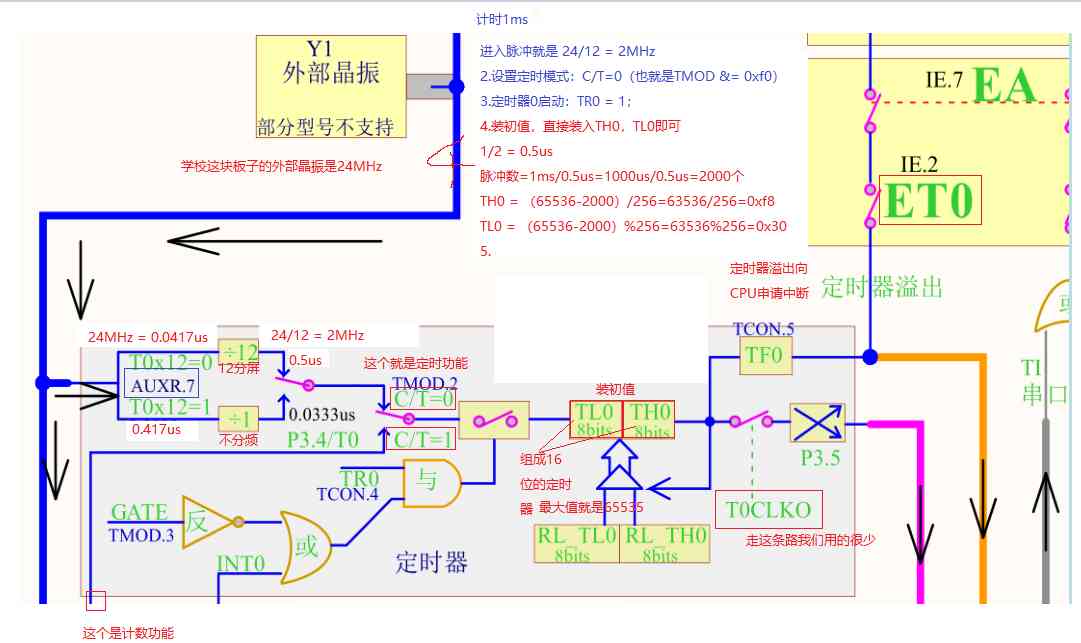 计时1ms
进入脉冲就是 24/12 = 2MHz
2.设置定时模式：C/T=0（也就是TMOD &= 0xf0）
3.定时器0启动：TR0 = 1；
4.装初值，直接装入TH0，TL0即可
1/2 = 0.5us
脉冲数=1ms/0.5us=1000us/0.5us=2000个
TH0 = （65536-2000）/256=63536/256=0xf8
TL0 = （65536-2000）%256=63536%256=0x30
5.
Y1
外部晶振
部分型号不支持
学校这块板子的外部晶振是24MHz
IE.7 EA
IE.2
ET0
定时器溢出向
CPU申请中断
定时器溢出
24MHz = 0.0417us
24/12 = 2MHz
TCON.5
TF0
T0x12=0
÷12
12分屏
0.5us
这个就是定时功能
AUXR.7
TMOD.2
C/T=0
装初值
T0x12=1
÷1
0.0333us
TL0 TH0
8bits 8bits
0.417us
不分频
P3.4/T0
C/T=1
P3.5
TR0
TCON.4
与
组成16
位的定时
器 最大值就是65535
T0CLKO
走这条路我们用的很少
GATE
TMOD.3
反
或
INT0
定时器
RL_TL0 RL_TH0
8bits 8bits
或
TI
串口
这个是计数功能